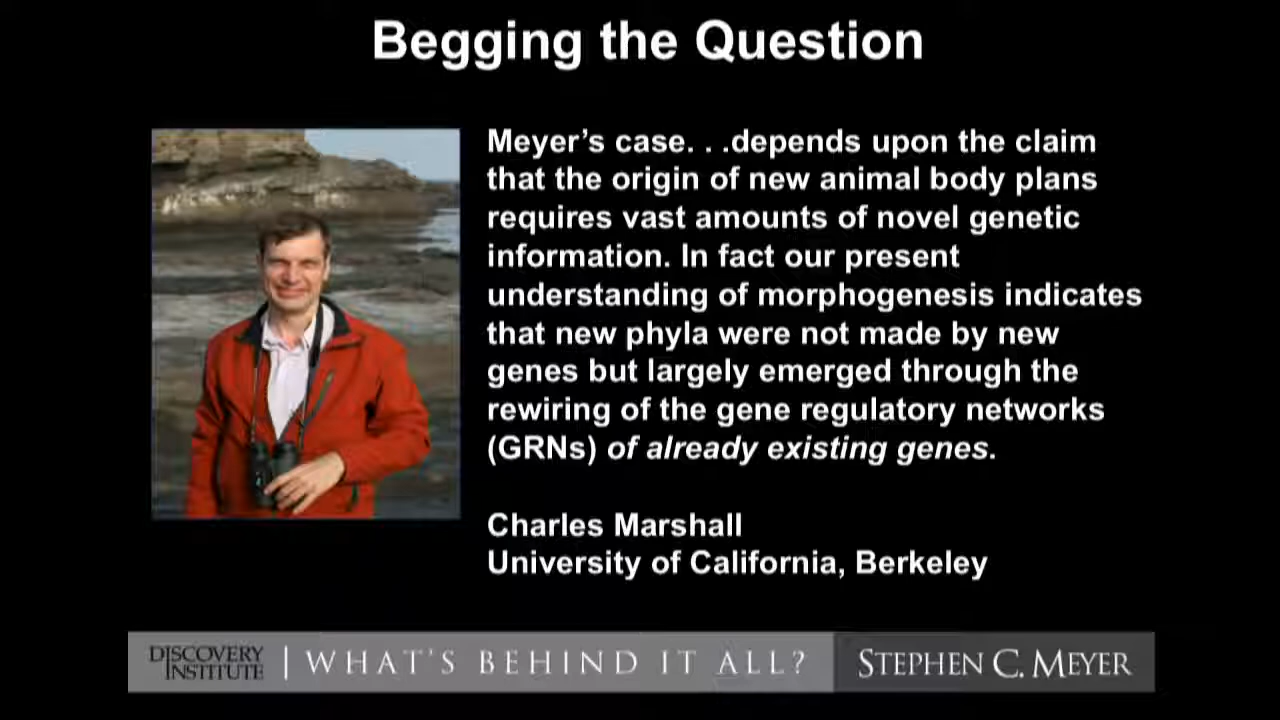 Begging the Question
Meyer's case. . .depends upon the claim
that the origin of new animal body plans
requires vast amounts of novel genetic
information. In fact our present
understanding of morphogenesis indicates
that new phyla were not made by new
genes but largely emerged through the
rewiring of the gene regulatory networks
(GRNs) of already existing genes.
Charles Marshall
University of California, Berkeley
DISCOVERY
INSTITUTE
WHAT'S BEHIND IT ALL?
STEPHEN C. MEYER